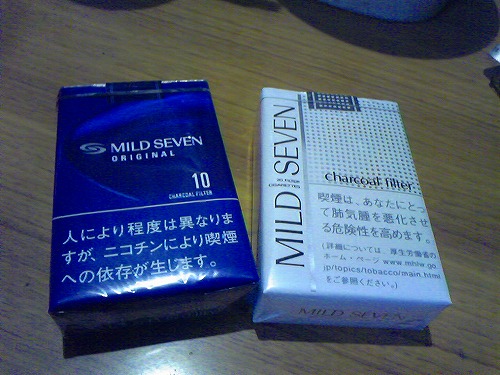 MILD SEVEN
ORIGINAL
10
CHARCOAL FILTER
人により程度は異なりま
すが、ニコチンにより喫煙
への依存が生じます。
MILD SEVEN
20 FILTER
CIGARETTES
charcoal filter
喫煙は、あなたにとっ
て肺気腫を悪化させ
る危険性を高めます。
(詳細については、厚生労働省の
ホーム・ページ www.mhlw.go.
jp/topics/tobacco/main.html
をご参照ください。)
MILD SEVEN